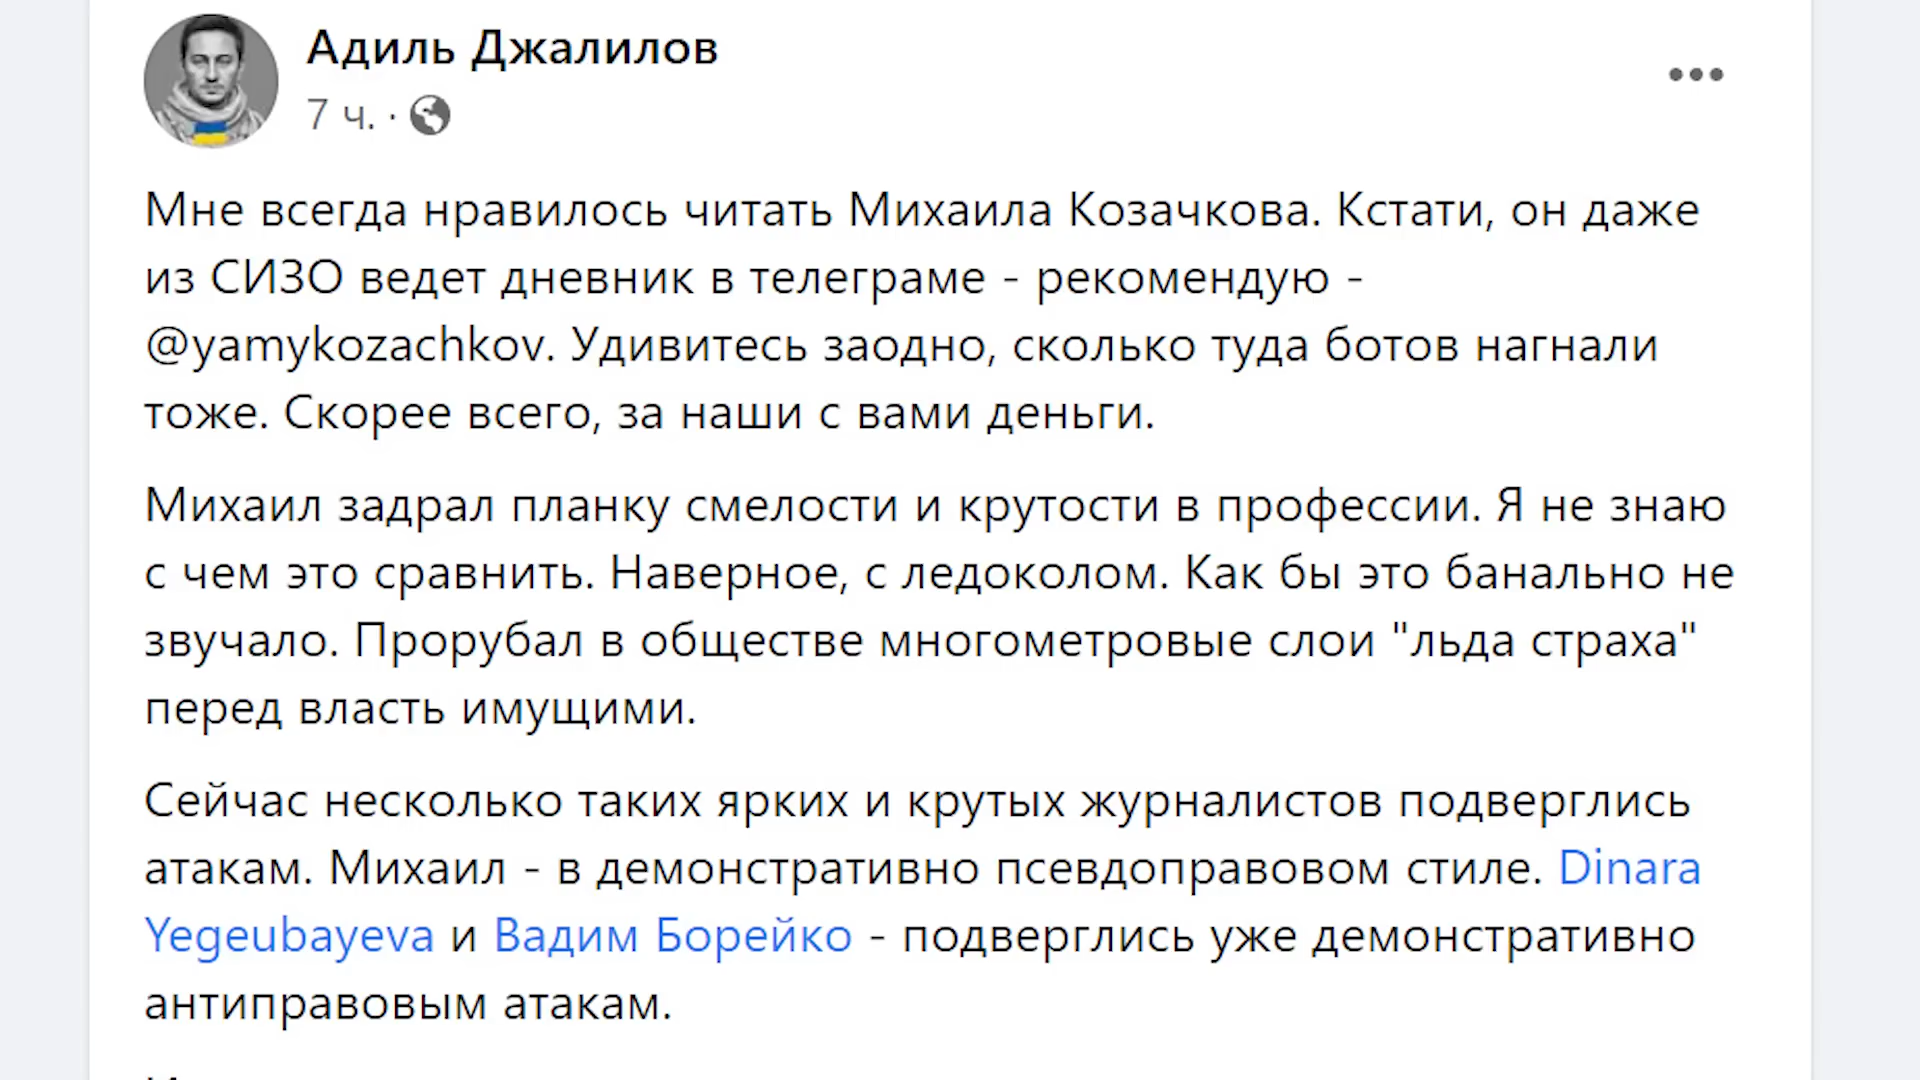 Адиль Джалилов
7 ч. ·
Мне всегда нравилось читать Михаила Козачкова. Кстати, он даже
из СИЗО ведет дневник в телеграме - рекомендую -
@yamykozachkov. Удивитесь заодно, сколько туда ботов нагнали
тоже. Скорее всего, за наши с вами деньги.
Михаил задрал планку смелости и крутости в профессии. Я не знаю
с чем это сравнить. Наверное, с ледоколом. Как бы это банально не
звучало. Прорубал в обществе многометровые слои "льда страха"
перед власть имущими.
Сейчас несколько таких ярких и крутых журналистов подверглись
атакам. Михаил - в демонстративно псевдоправовом стиле. Dinara
Yegeubayeva и Вадим Борейко - подверглись уже демонстративно
антиправовым атакам.